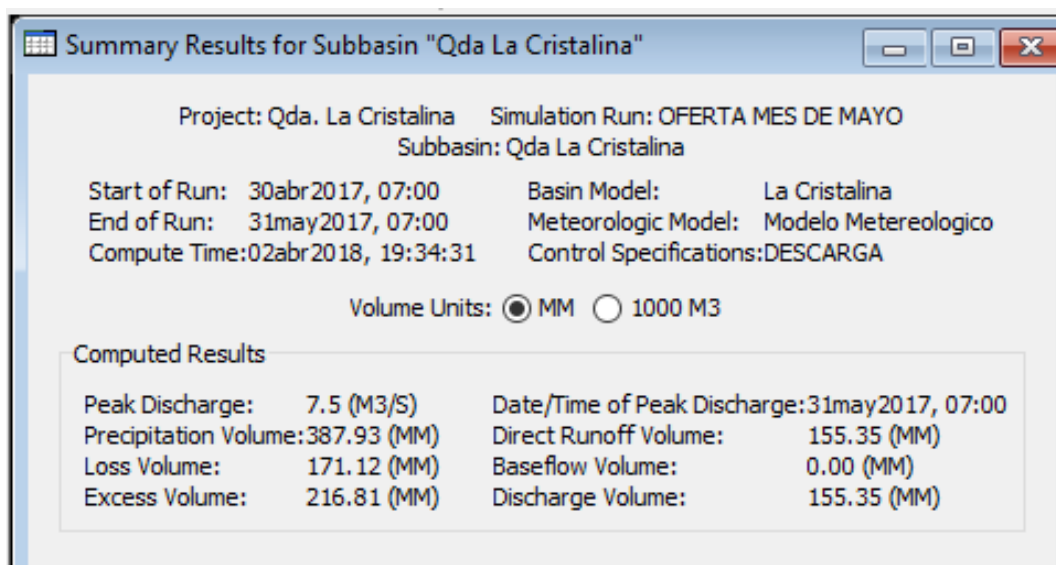 Summary Results for Subbasin "Qda La Cristalina"
Project: Qda. La Cristalina Simulation Run: OFERTA MES DE MAYO
Subbasin: Qda La Cristalina
Start of Run: 30abr2017, 07:00 Basin Model: La Cristalina
End of Run: 31may2017, 07:00 Meteorologic Model: Modelo Metereologico
Compute Time:02abr2018, 19:34:31 Control Specifications:DESCARGA
Volume Units: MM 1000 M3
Computed Results
Peak Discharge: 7.5 (M3/S) Date/Time of Peak Discharge:31may2017, 07:00
Precipitation Volume:387.93 (MM) Direct Runoff Volume: 155.35 (MM)
Loss Volume: 171.12 (MM) Baseflow Volume: 0.00 (MM)
Excess Volume: 216.81 (MM) Discharge Volume: 155.35 (MM)